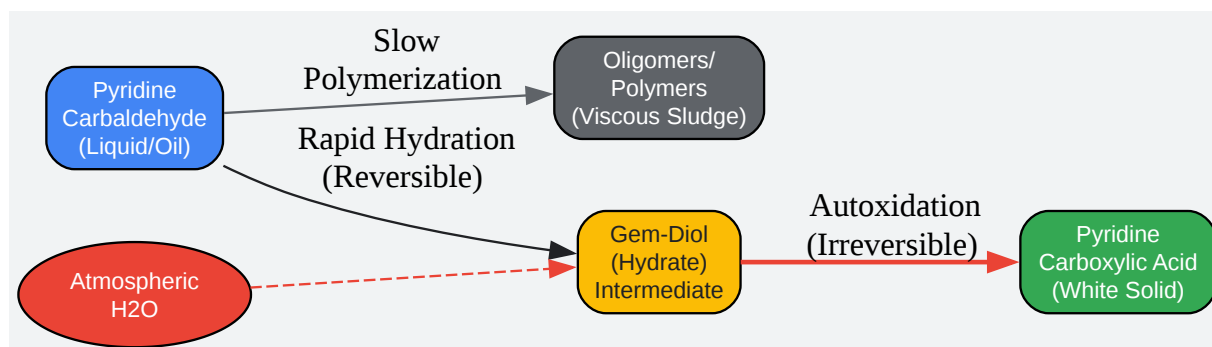 Pyridine
Carbaldehyde
(Liquid/Oil)
Slow
Polymerization
Oligomers/
Polymers
(Viscous Sludge)
Rapid Hydration
(Reversible)
Atmospheric
H2O
Gem-Diol
(Hydrate)
Intermediate
Autoxidation
(Irreversible)
Pyridine
Carboxylic Acid
(White Solid)